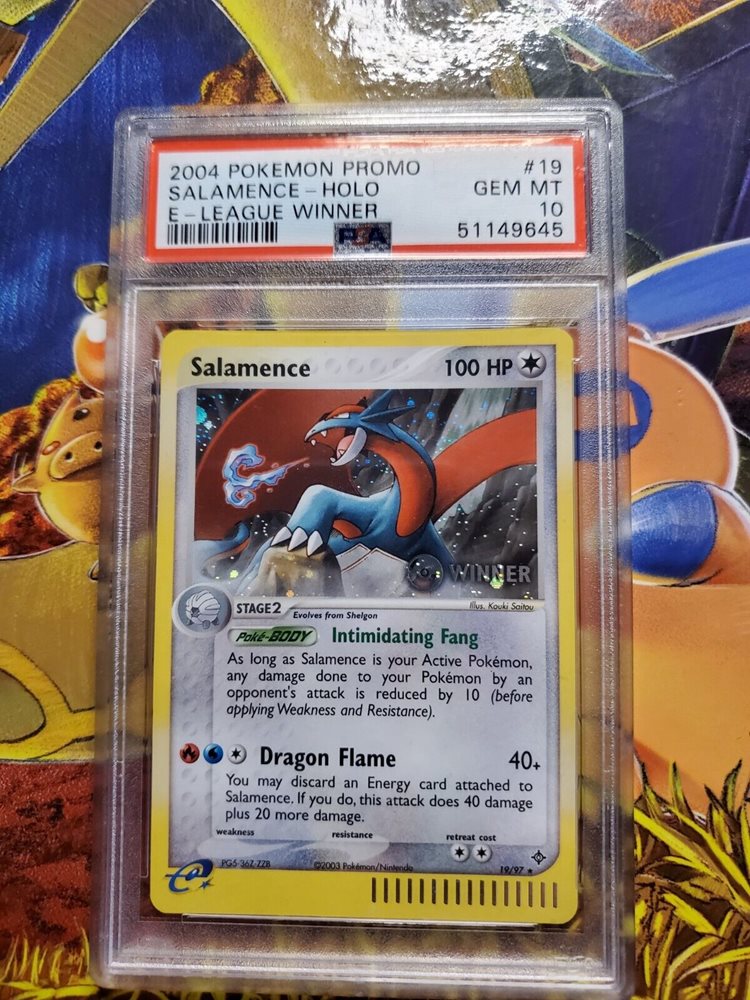 2004 POKEMON PROMO #19
SALAMENCE - HOLO GEM MT
E - LEAGUE WINNER 10
PSA 51149645
Salamence 100 HP
WINNER
STAGE2 Evolves from Shelgon Illus. Kouki Saitou
Poké-BODY Intimidating Fang
As long as Salamence is your Active Pokémon,
any damage done to your Pokémon by an
opponent's attack is reduced by 10 (before
applying Weakness and Resistance).
Dragon Flame 40+
You may discard an Energy card attached to
Salamence. If you do, this attack does 40 damage
plus 20 more damage.
weakness resistance retreat cost
PG5-36Z-ZZB ©2003 Pokémon/Nintendo 19/97
e